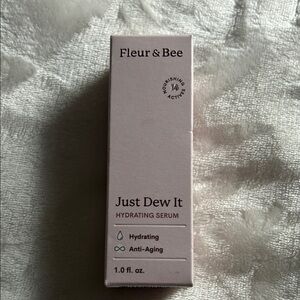 Fleur & Bee
NOURISHING
ACTIVES
Just Dew It
HYDRATING SERUM
Hydrating
Anti-Aging
1.0 fl. oz.